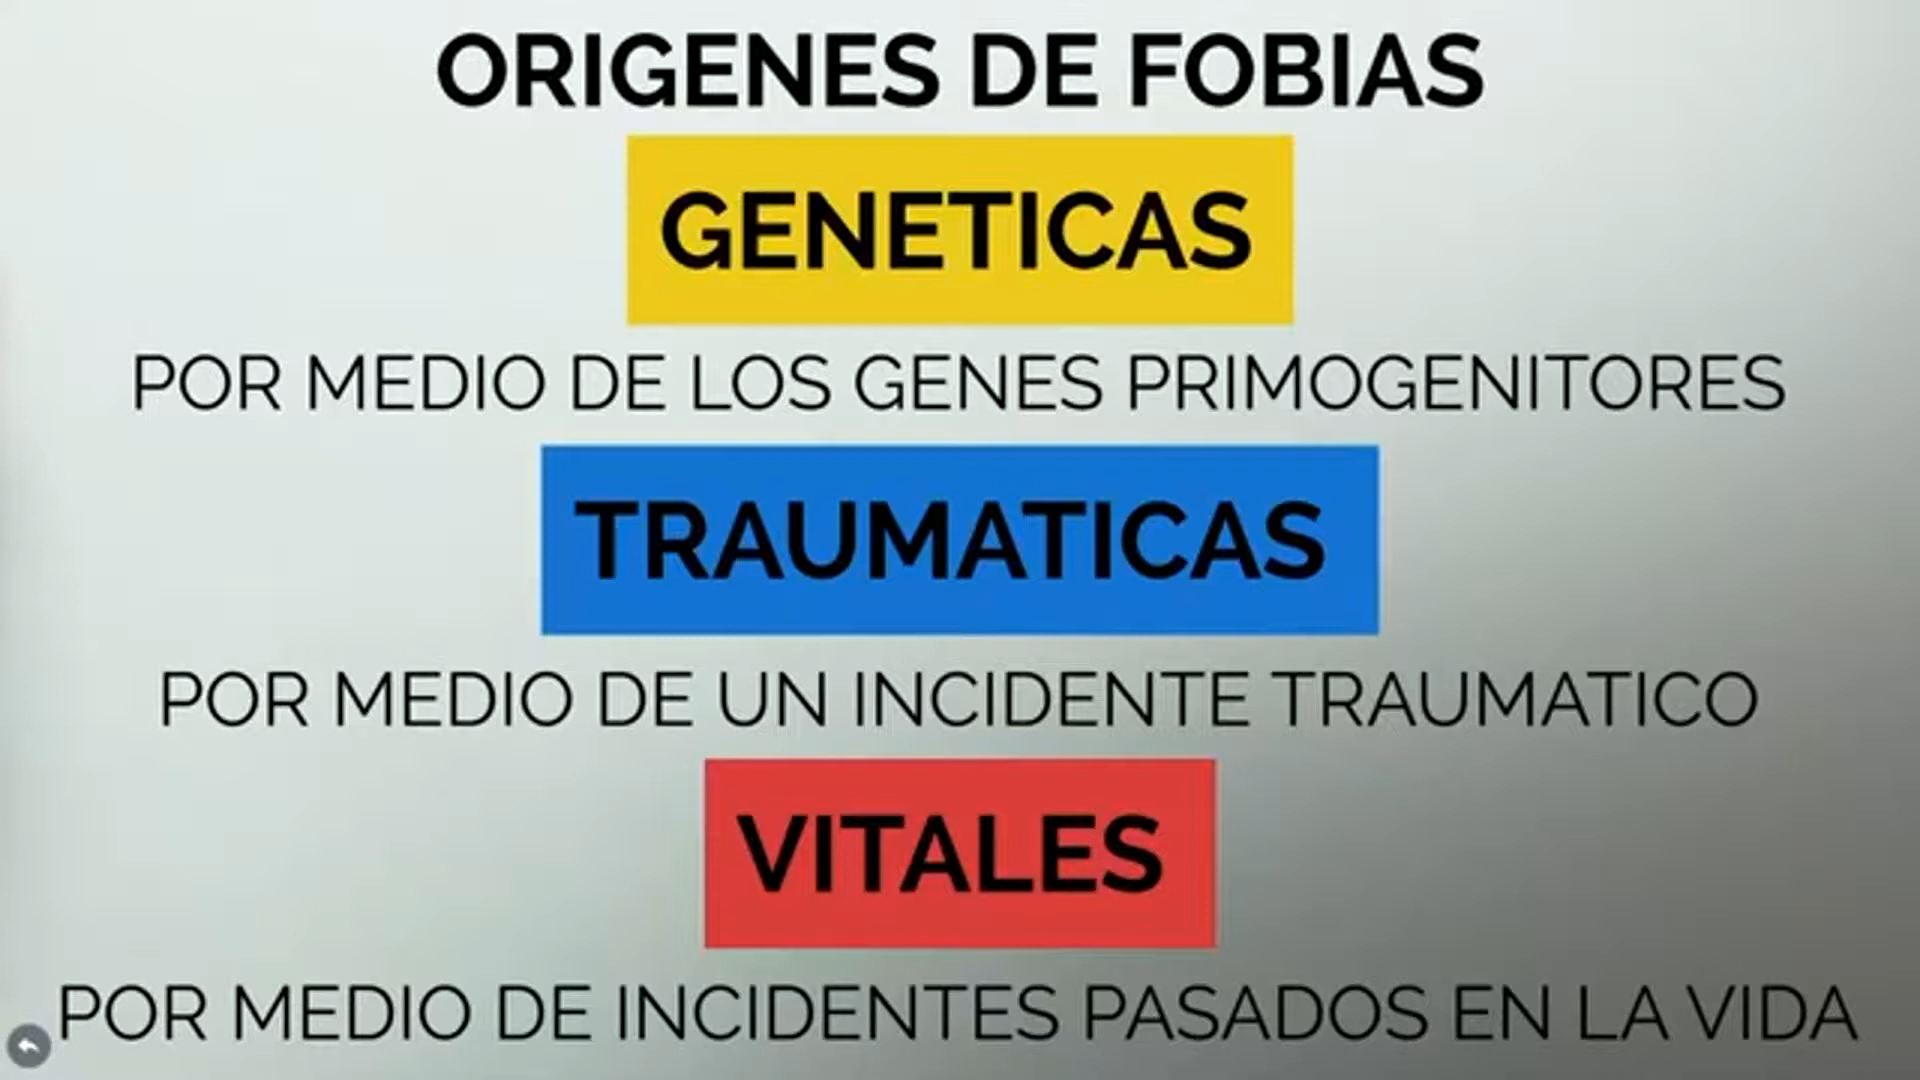 ORIGENES DE FOBIAS
GENETICAS
POR MEDIO DE LOS GENES PRIMOGENITORES
TRAUMATICAS
POR MEDIO DE UN INCIDENTE TRAUMATICO
VITALES
POR MEDIO DE INCIDENTES PASADOS EN LA VIDA